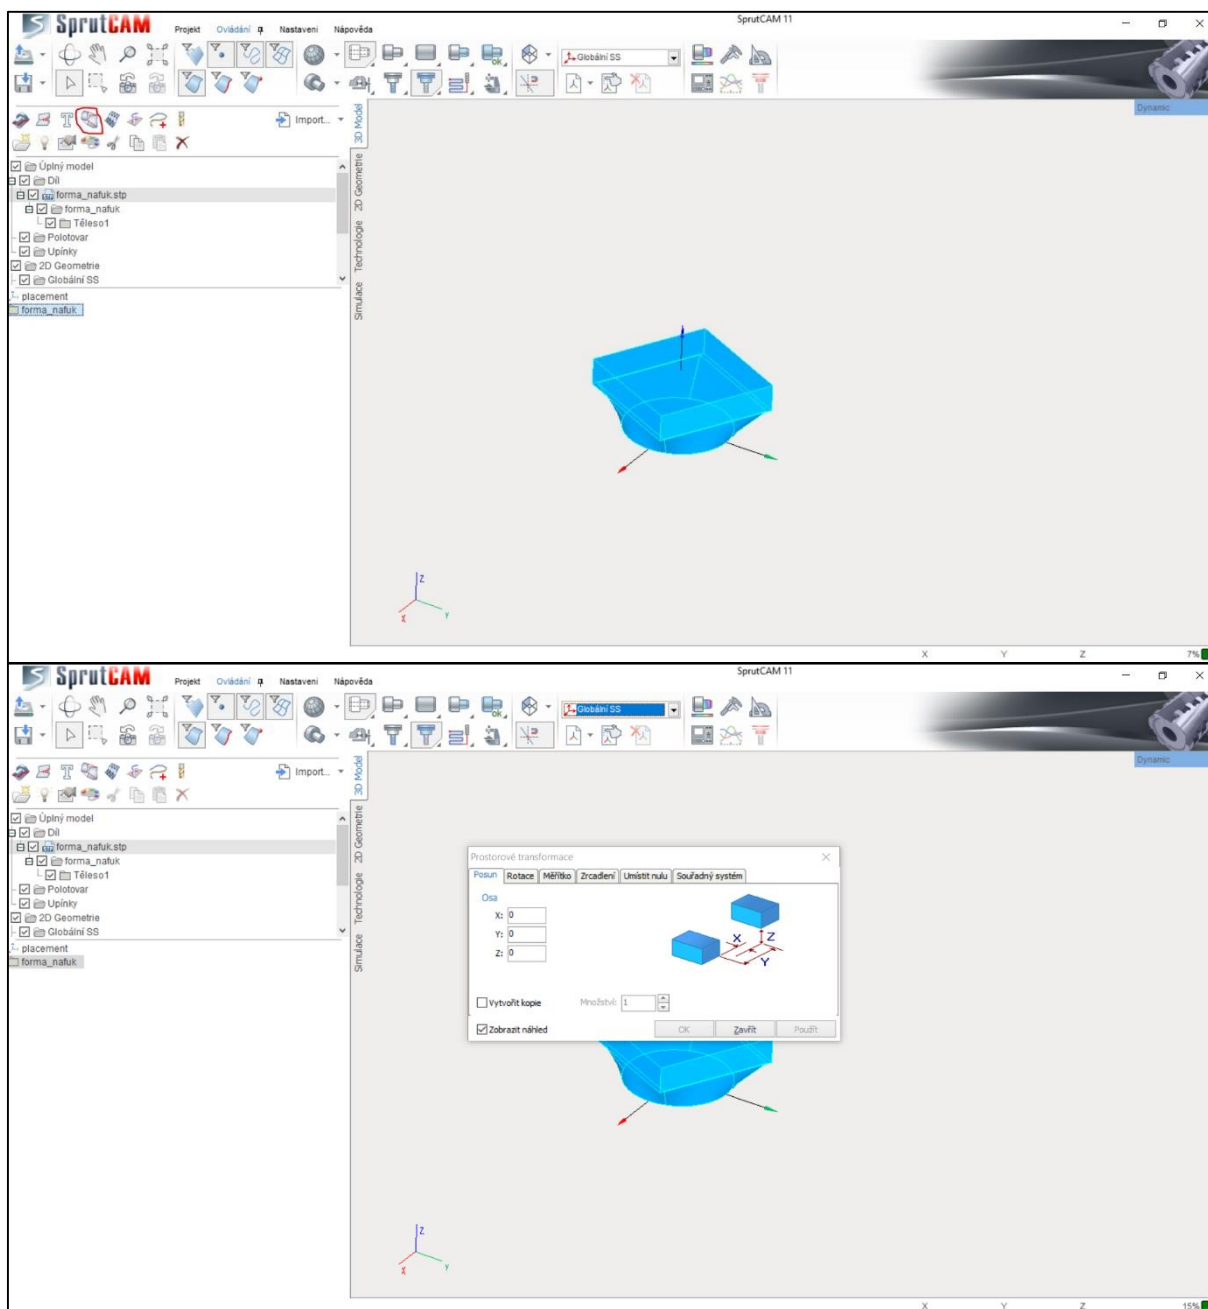 SprutCAM
SprutCAM 11
Projekt Ovládání Nastaveni Nápověda
Globální SS
Dynamic
Import...
3D Model
2D Geometrie
Technologie
Simulace
Úplný model
Díl
forma_nafuk.stp
forma_nafuk
Těleso1
Polotovar
Upínky
2D Geometrie
Globální SS
placement
forma_nafuk
Z
X
Y
X Y Z 7%
SprutCAM
SprutCAM 11
Projekt Ovládání Nastaveni Nápověda
Globální SS
Dynamic
Import...
3D Model
2D Geometrie
Technologie
Simulace
Úplný model
Díl
forma_nafuk.stp
forma_nafuk
Těleso1
Polotovar
Upínky
2D Geometrie
Globální SS
placement
forma_nafuk
Prostorové transformace
Posun Rotace Měřítko Zrcadlení Umístit nulu Souřadný systém
Osa
X: 0
Y: 0
Z: 0
X Z
Y
Vytvořit kopie Množství: 1
Zobrazit náhled OK Zavřít Použít
Z
X
Y
X Y Z 15%